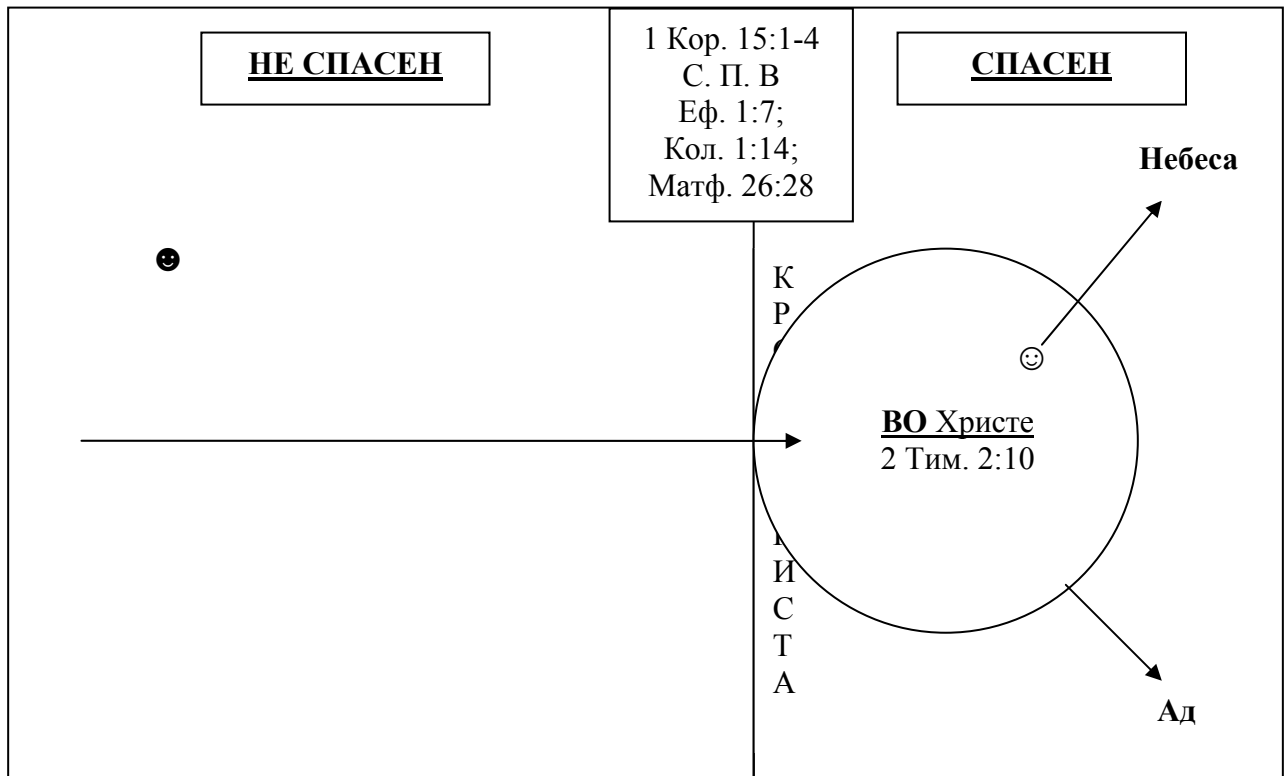 НЕ СПАСЕН
1 Кор. 15:1-4
С. П. В
Еф. 1:7;
Кол. 1:14;
Матф. 26:28
СПАСЕН
Небеса
К
Р
ВО Христе
2 Тим. 2:10
И
С
Т
А
Ад